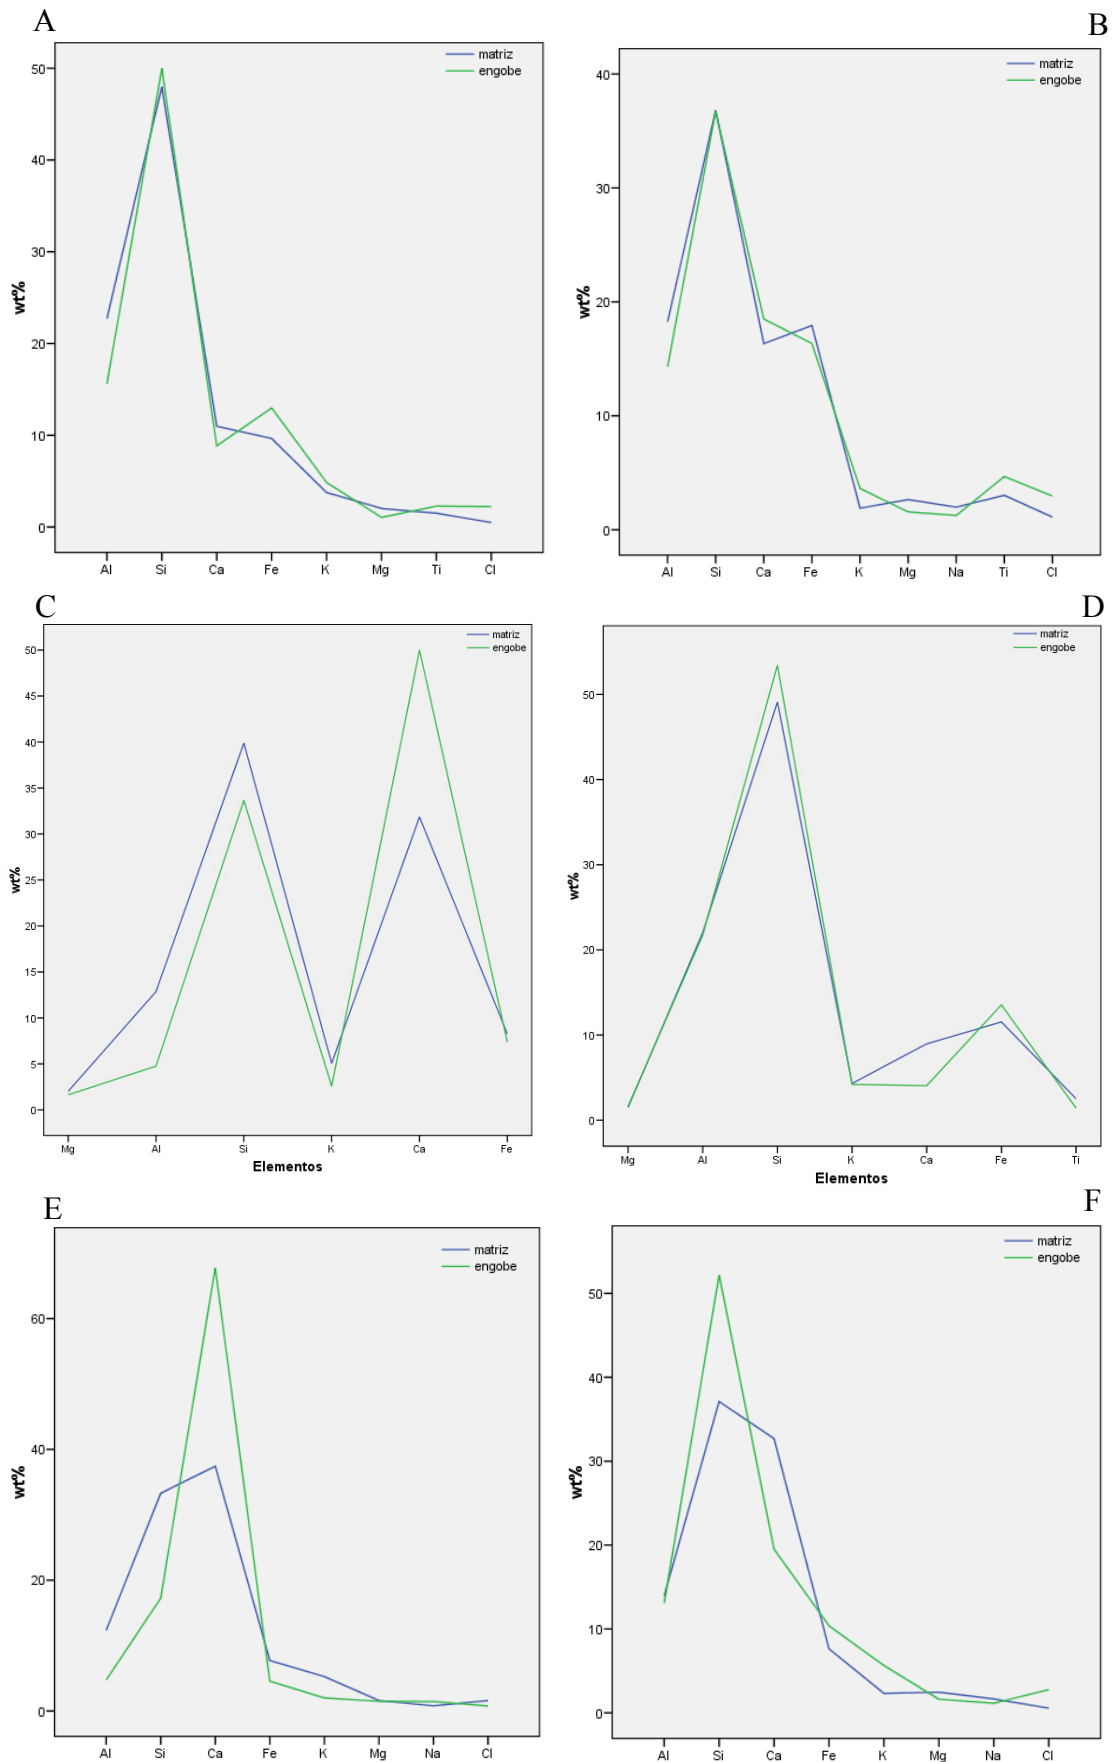 A
matriz
engobe
50
40
30
20
10
0
wt%
Al Si Ca Fe K Mg Ti Cl
B
matriz
engobe
40
30
20
10
0
wt%
Al Si Ca Fe K Mg Na Ti Cl
C
matriz
engobe
50
45
40
35
30
25
20
15
10
5
0
wt%
Mg Al Si K Ca Fe
Elementos
D
matriz
engobe
50
40
30
20
10
0
wt%
Mg Al Si K Ca Fe Ti
Elementos
E
matriz
engobe
60
40
20
0
wt%
Al Si Ca Fe K Mg Na Cl
F
matriz
engobe
50
40
30
20
10
0
wt%
Al Si Ca Fe K Mg Na Cl